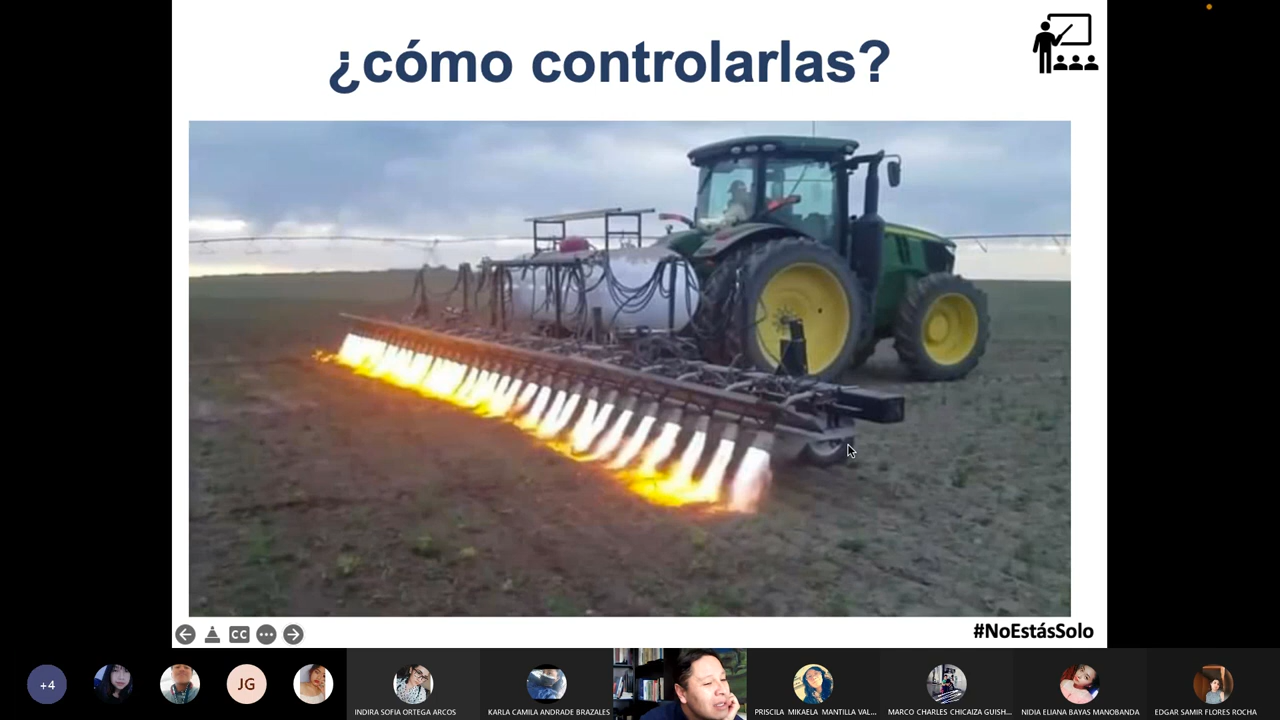 ¿cómo controlarlas?
CC
#NoEstásSolo
+4
JG
INDIRA SOFIA ORTEGA ARCOS
KARLA CAMILA ANDRADE BRAZALES
PRISCILA MIKAELA MANTILLA VAL...
MARCO CHARLES CHICAIZA GUISH...
NIDIA ELIANA BAYAS MANOBANDA
EDGAR SAMIR FLORES ROCHA